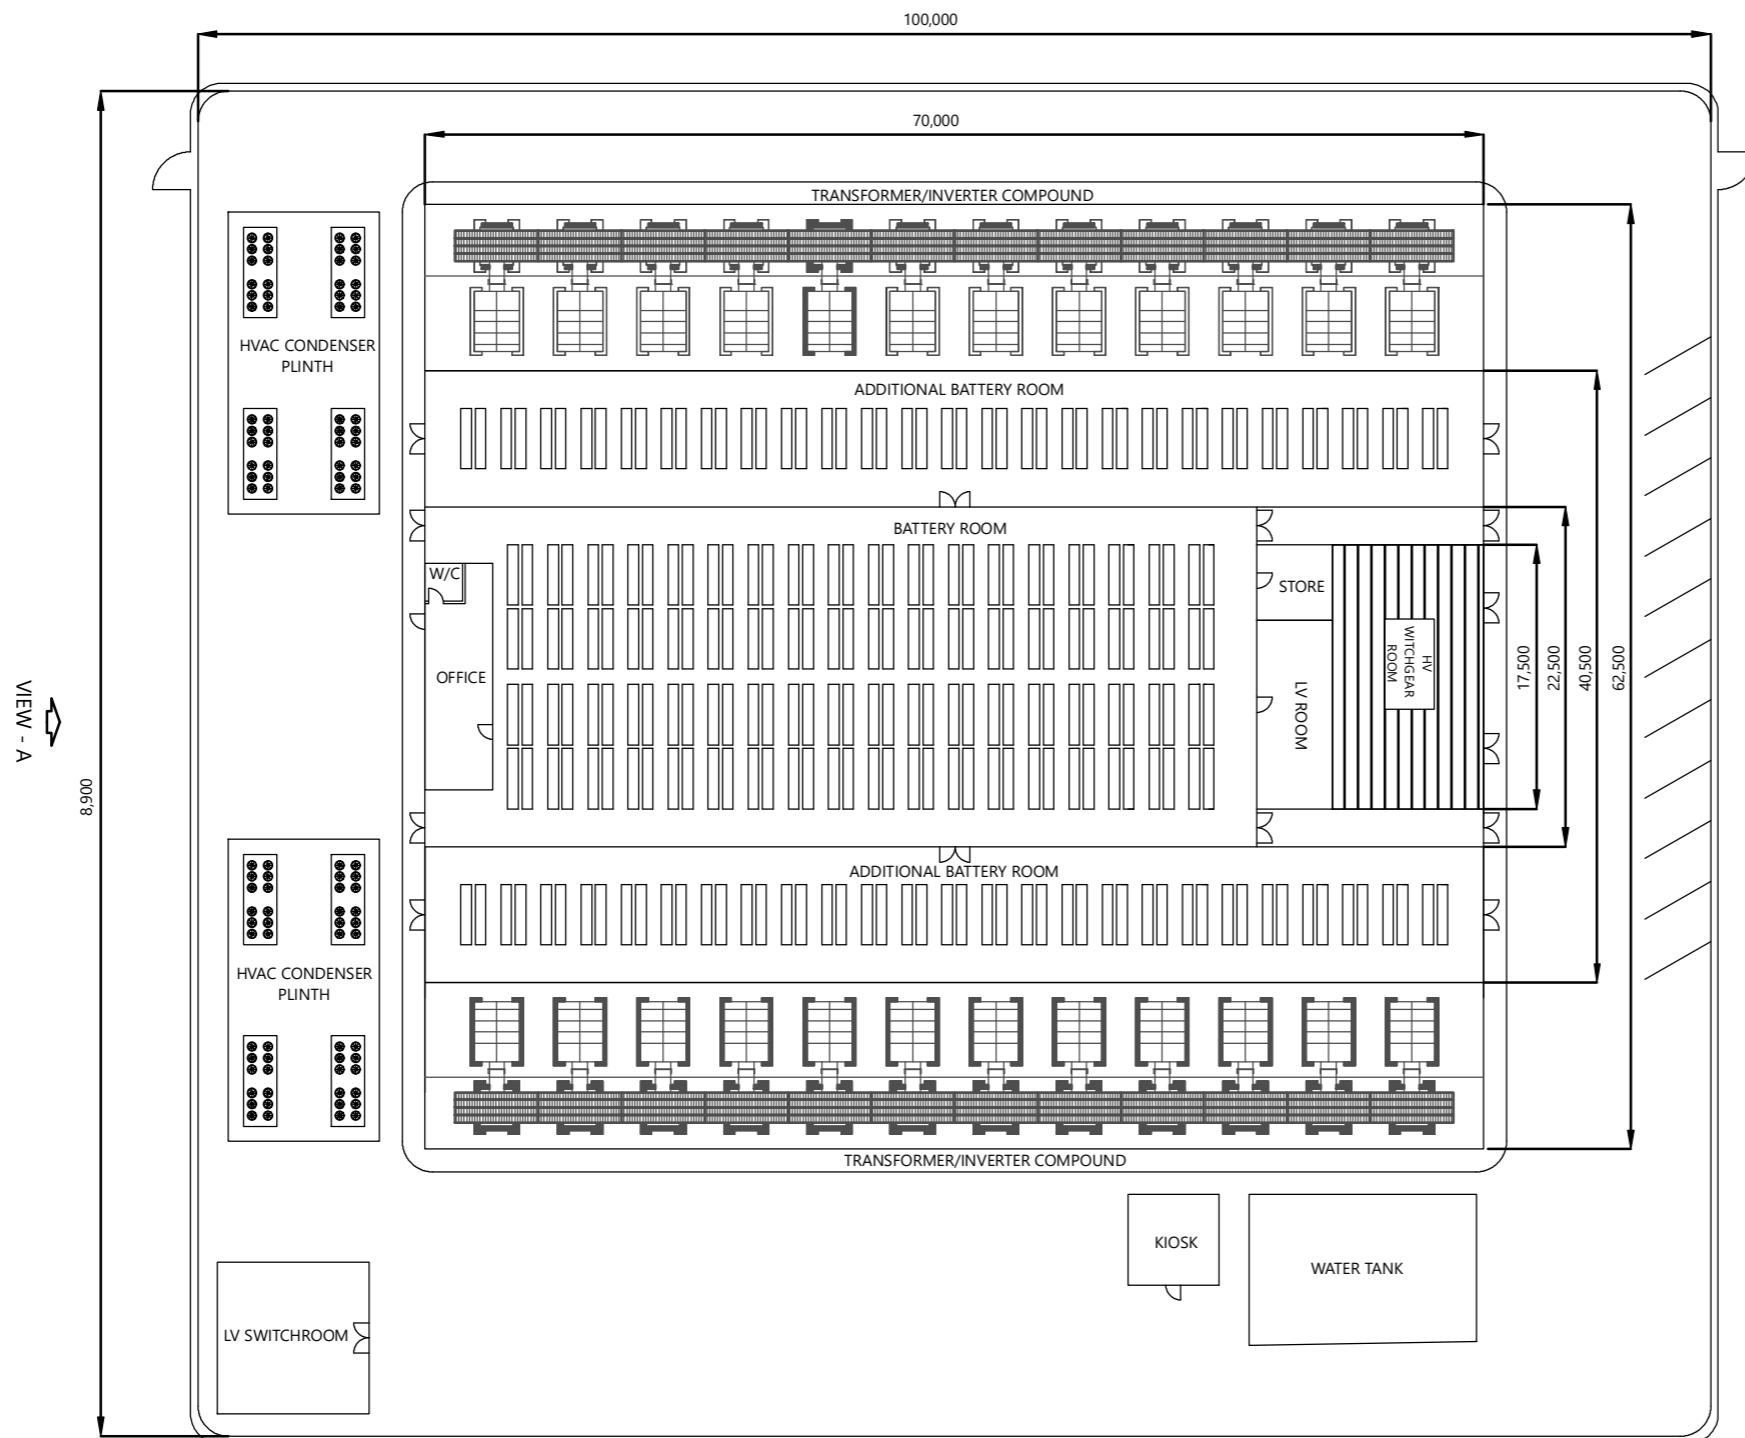 100,000
70,000
TRANSFORMER/INVERTER COMPOUND
HVAC CONDENSER
PLINTH
ADDITIONAL BATTERY ROOM
BATTERY ROOM
W/C
STORE
OFFICE
LV ROOM
HV
WITCHGEAR
ROOM
17,500
22,500
40,500
62,500
VIEW - A
8,900
ADDITIONAL BATTERY ROOM
HVAC CONDENSER
PLINTH
TRANSFORMER/INVERTER COMPOUND
KIOSK
WATER TANK
LV SWITCHROOM